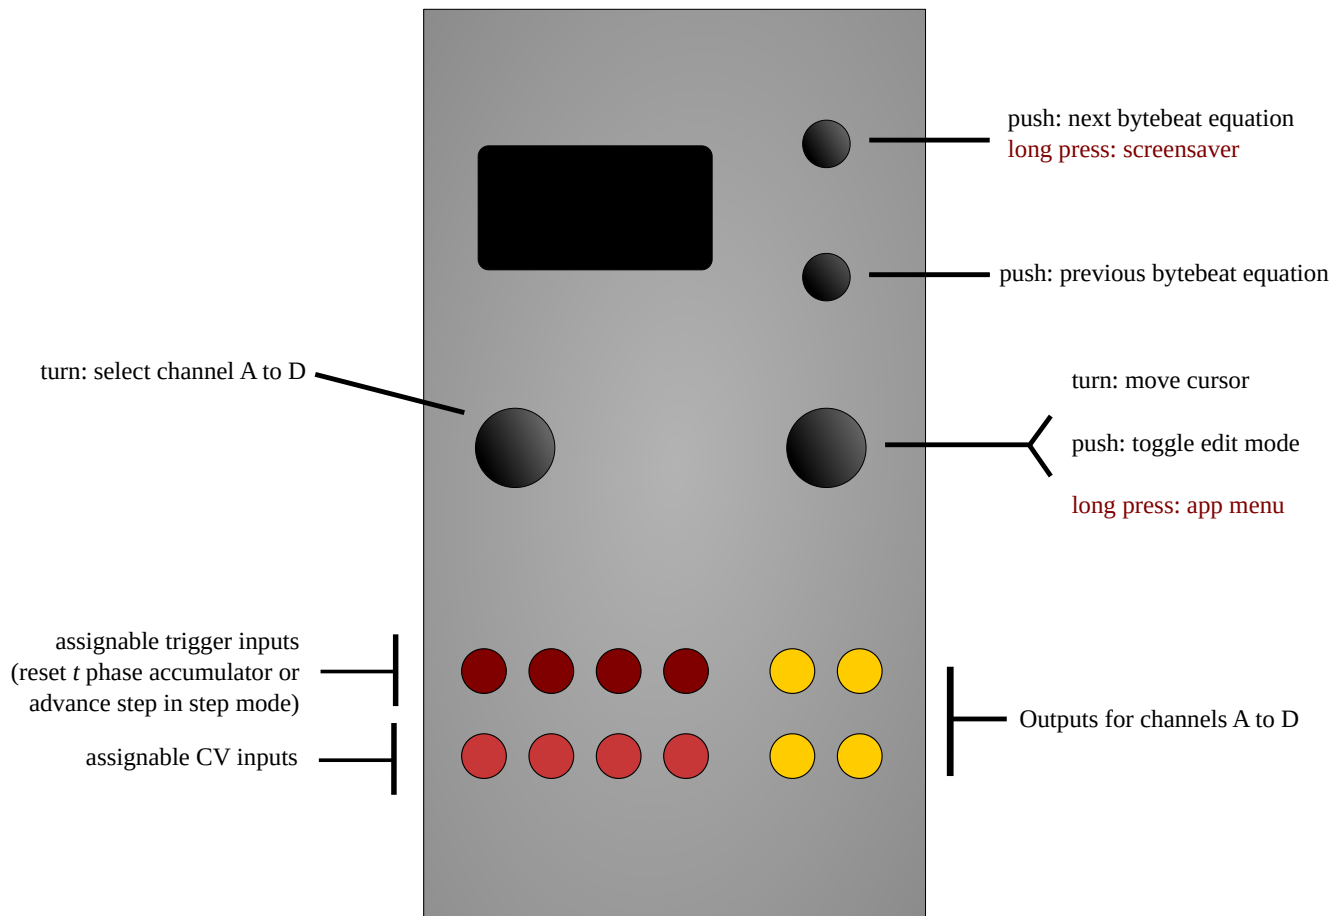 push: next bytebeat equation
long press: screensaver
push: previous bytebeat equation
turn: select channel A to D
turn: move cursor
push: toggle edit mode
long press: app menu
assignable trigger inputs
(reset t phase accumulator or
advance step in step mode)
assignable CV inputs
Outputs for channels A to D